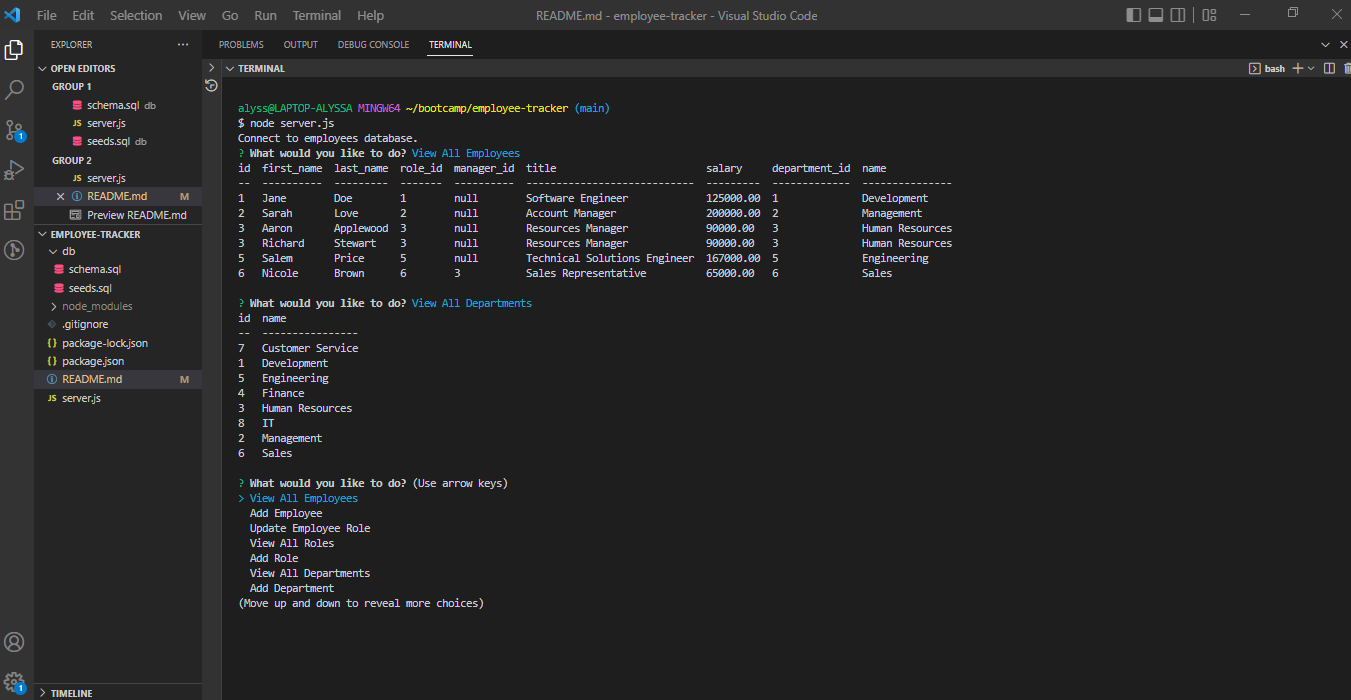 File Edit Selection View Go Run Terminal Help README.md - employee-tracker - Visual Studio Code
EXPLORER ...
OPEN EDITORS
GROUP 1
schema.sql db
JS server.js
seeds.sql db
GROUP 2
JS server.js
README.md M
Preview README.md
EMPLOYEE-TRACKER
db
schema.sql
seeds.sql
node_modules
.gitignore
{} package-lock.json
{} package.json
README.md M
JS server.js
TIMELINE
1
1
PROBLEMS OUTPUT DEBUG CONSOLE TERMINAL
TERMINAL bash
alyss@LAPTOP-ALYSSA MINGW64 ~/bootcamp/employee-tracker (main)
$ node server.js
Connect to employees database.
? What would you like to do? View All Employees
id first_name last_name role_id manager_id title salary department_id name
-- ---------- --------- ------- ---------- ---------------------------- --------- ------------- ---------------
1 Jane Doe 1 null Software Engineer 125000.00 1 Development
2 Sarah Love 2 null Account Manager 200000.00 2 Management
3 Aaron Applewood 3 null Resources Manager 90000.00 3 Human Resources
3 Richard Stewart 3 null Resources Manager 90000.00 3 Human Resources
5 Salem Price 5 null Technical Solutions Engineer 167000.00 5 Engineering
6 Nicole Brown 6 3 Sales Representative 65000.00 6 Sales
? What would you like to do? View All Departments
id name
-- ----------------
7 Customer Service
1 Development
5 Engineering
4 Finance
3 Human Resources
8 IT
2 Management
6 Sales
? What would you like to do? (Use arrow keys)
> View All Employees
Add Employee
Update Employee Role
View All Roles
Add Role
View All Departments
Add Department
(Move up and down to reveal more choices)